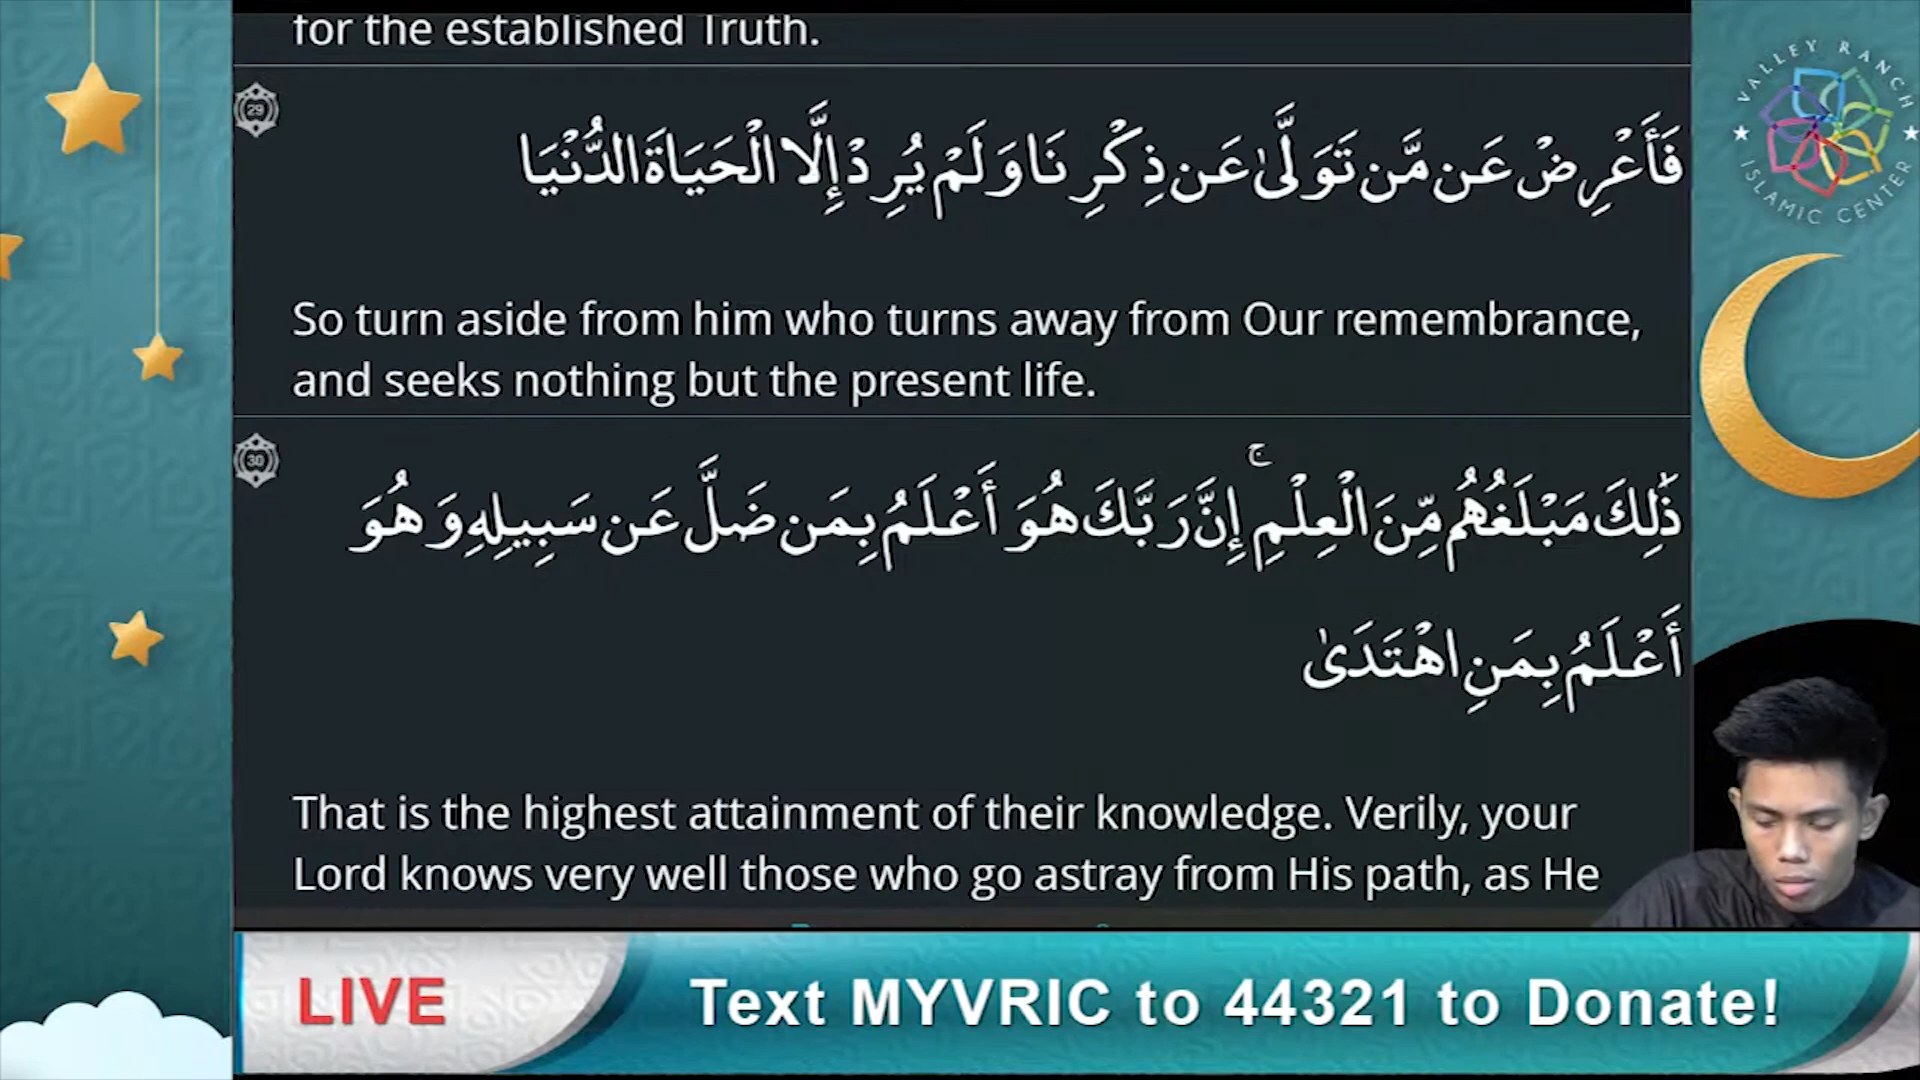 for the established Truth.
29
فَأَعْرِضْ عَن مَّن تَوَلَّىٰ عَن ذِكْرِنَا وَلَمْ يُرِدْ إِلَّا الْحَيَاةَ الدُّنْيَا
So turn aside from him who turns away from Our remembrance,
and seeks nothing but the present life.
30
ذَٰلِكَ مَبْلَغُهُم مِّنَ الْعِلْمِ ۚ إِنَّ رَبَّكَ هُوَ أَعْلَمُ بِمَن ضَلَّ عَن سَبِيلِهِ وَهُوَ
أَعْلَمُ بِمَنِ اهْتَدَىٰ
That is the highest attainment of their knowledge. Verily, your
Lord knows very well those who go astray from His path, as He
VALLEY RANCH
ISLAMIC CENTER
LIVE
Text MYVRIC to 44321 to Donate!